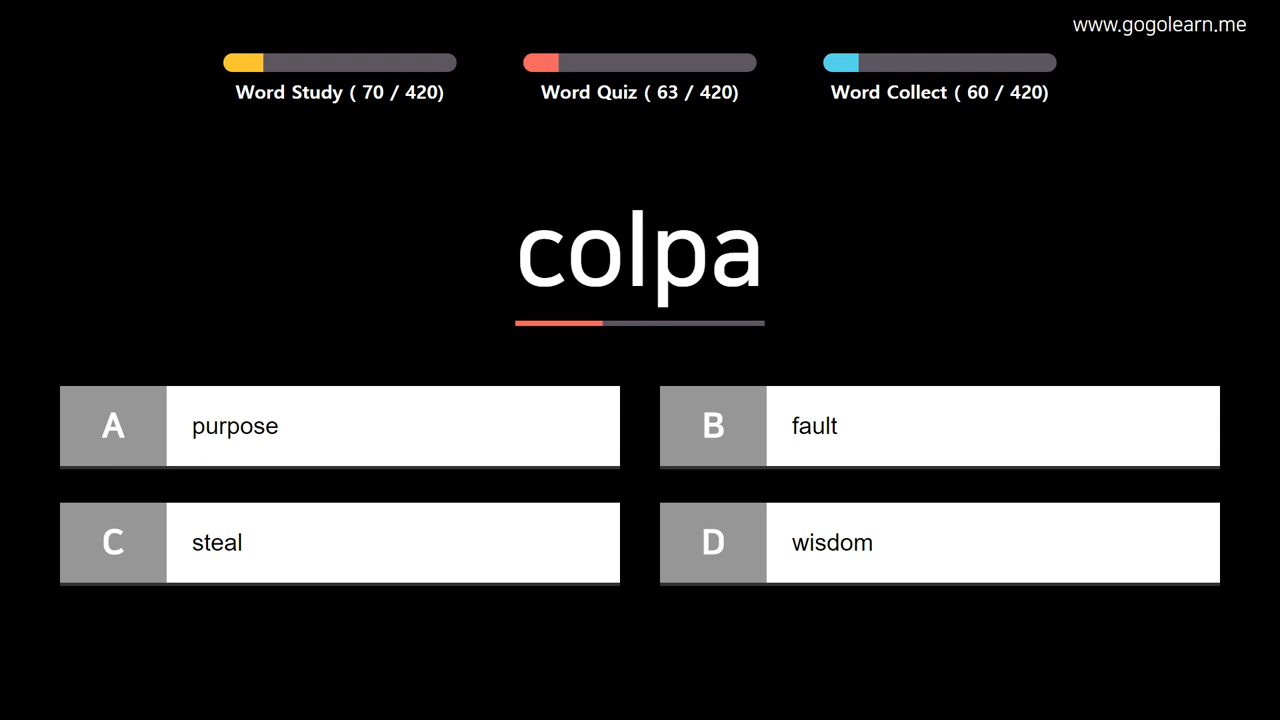 www.gogolearn.me
Word Study ( 70 / 420)
Word Quiz ( 63 / 420)
Word Collect ( 60 / 420)
colpa
A purpose
B fault
C steal
D wisdom